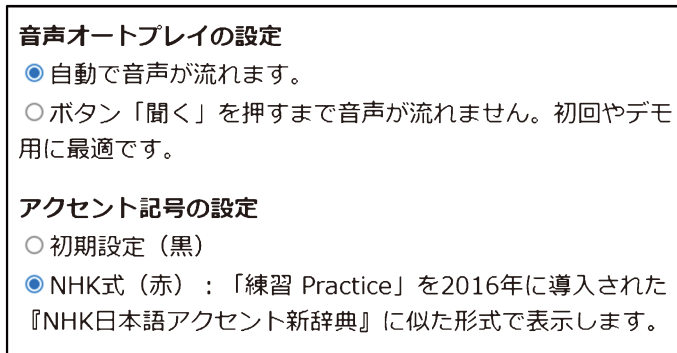 音声オートプレイの設定
自動で音声が流れます。
ボタン「聞く」を押すまで音声が流れません。初回やデモ
用に最適です。
アクセント記号の設定
初期設定（黒）
NHK式（赤）：「練習 Practice」を2016年に導入された
『NHK日本語アクセント新辞典』に似た形式で表示します。